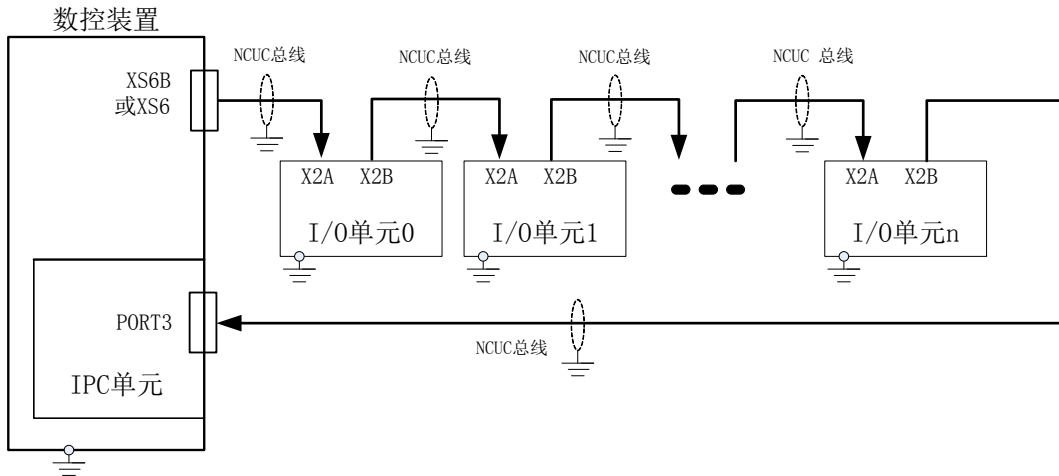 数控装置
NCUC总线
NCUC总线
NCUC总线
NCUC 总线
XS6B
或XS6
X2A X2B
X2A X2B
X2A X2B
I/O单元0
I/O单元1
I/O单元n
PORT3
NCUC总线
IPC单元